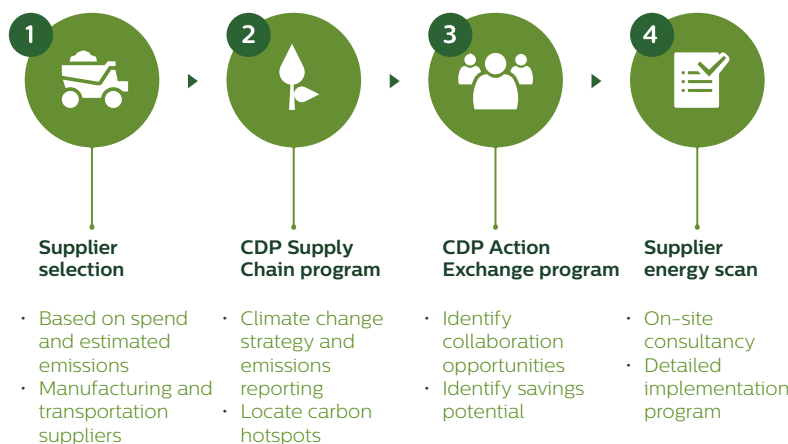 1
2
3
4
Supplier
selection
· Based on spend
and estimated
emissions
· Manufacturing and
transportation
suppliers
CDP Supply
Chain program
· Climate change
strategy and
emissions
reporting
· Locate carbon
hotspots
CDP Action
Exchange program
· Identify
collaboration
opportunities
· Identify savings
potential
Supplier
energy scan
· On-site
consultancy
· Detailed
implementation
program